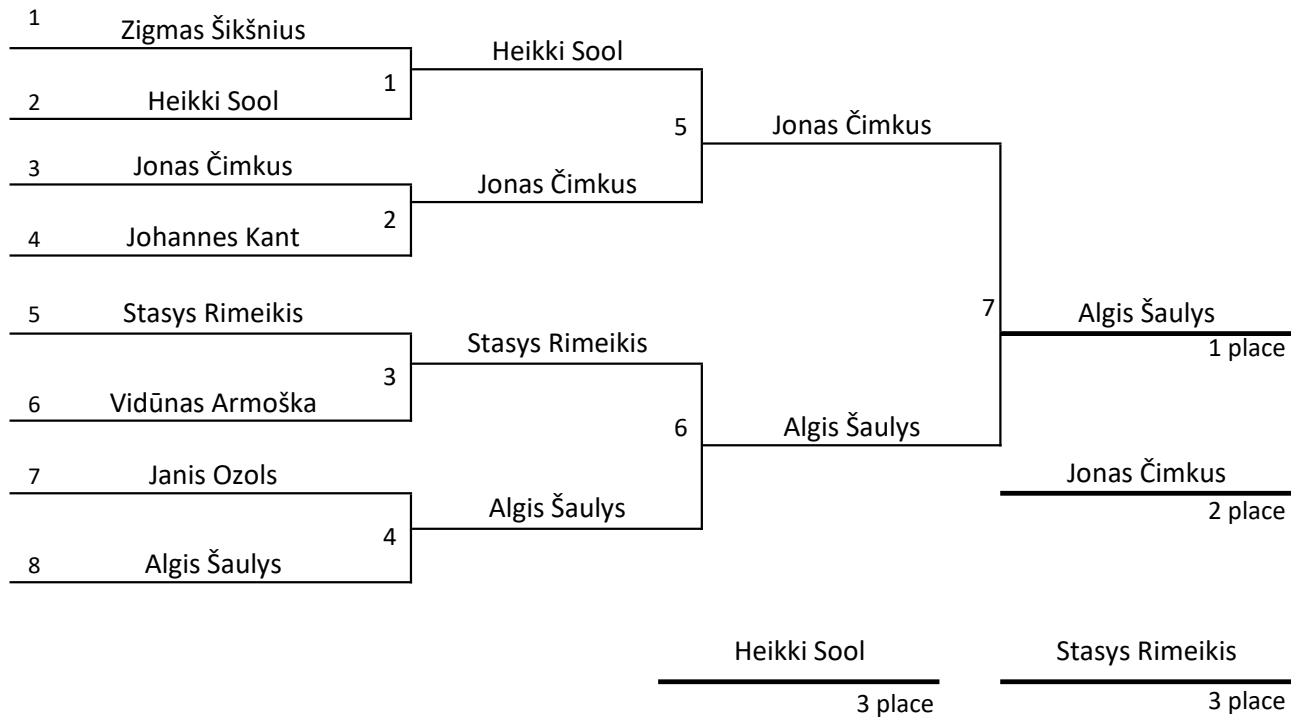 1 Zigmas Šikšnius
Heikki Sool
1
2 Heikki Sool
5 Jonas Čimkus
3 Jonas Čimkus
Jonas Čimkus
2
4 Johannes Kant
5 Stasys Rimeikis
7 Algis Šaulys
1 place
Stasys Rimeikis
3
6 Vidūnas Armoška
6 Algis Šaulys
7 Janis Ozols
Jonas Čimkus
2 place
Algis Šaulys
4
8 Algis Šaulys
Heikki Sool
3 place
Stasys Rimeikis
3 place